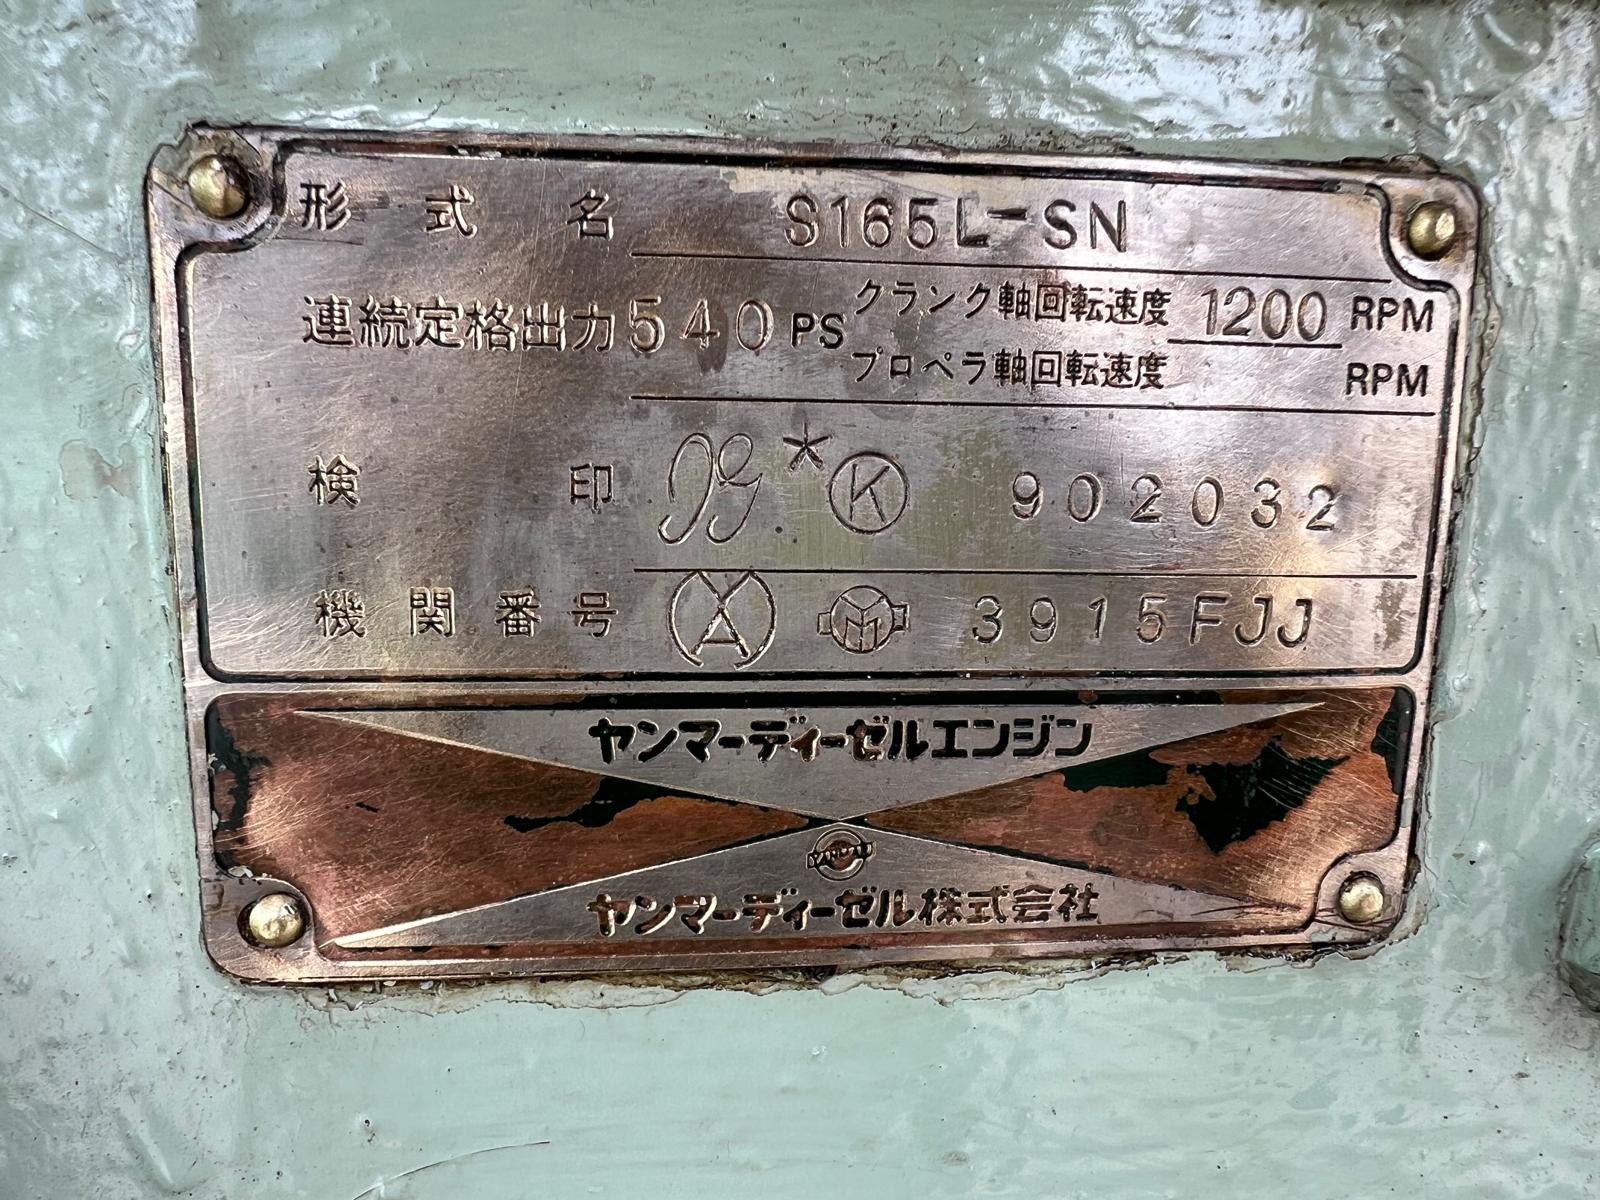 形式名 S165L-SN
連続定格出力 540 PS クランク軸回転速度 1200 RPM
プロペラ軸回転速度 RPM
検印 JG * K 902032
機関番号 3915FJJ
ヤンマーディーゼルエンジン
ヤンマーディーゼル株式会社